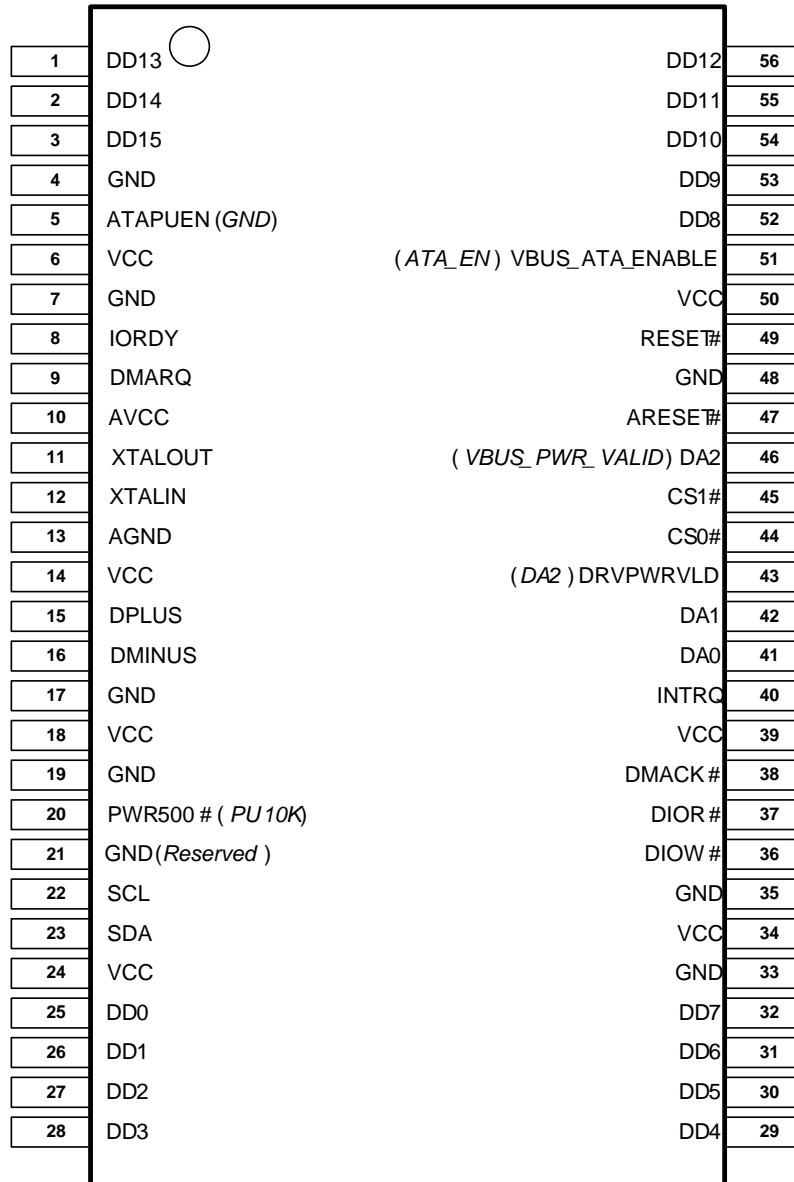 1 DD13 DD12 56
2 DD14 DD11 55
3 DD15 DD10 54
4 GND DD9 53
5 ATAPUEN (GND) DD8 52
6 VCC (ATA_EN) VBUS_ATA_ENABLE 51
7 GND VCC 50
8 IORDY RESET# 49
9 DMARQ GND 48
10 AVCC ARESET# 47
11 XTALOUT (VBUS_PWR_VALID) DA2 46
12 XTALIN CS1# 45
13 AGND CS0# 44
14 VCC (DA2) DRVPWRVLD 43
15 DPLUS DA1 42
16 DMINUS DA0 41
17 GND INTRQ 40
18 VCC VCC 39
19 GND DMACK# 38
20 PWR500# (PU10K) DIOR# 37
21 GND (Reserved) DIOW# 36
22 SCL GND 35
23 SDA VCC 34
24 VCC GND 33
25 DD0 DD7 32
26 DD1 DD6 31
27 DD2 DD5 30
28 DD3 DD4 29